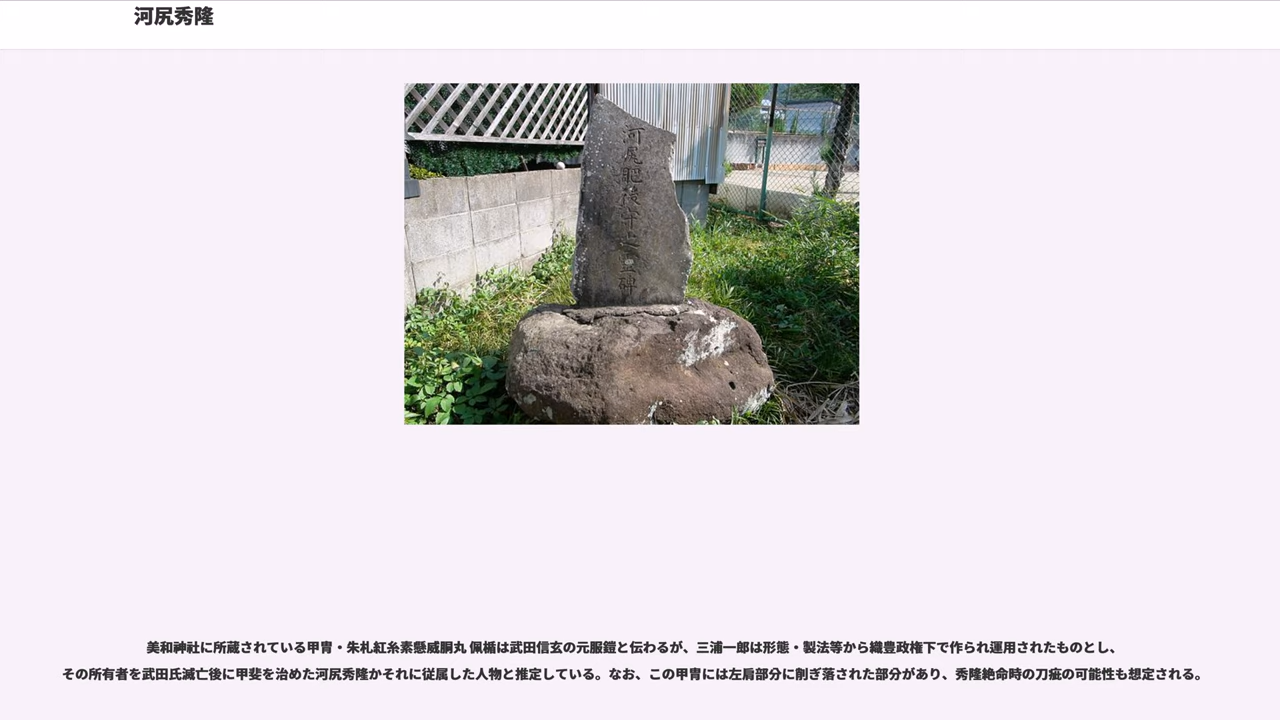 河尻秀隆
河尻肥後守之霊碑
美和神社に所蔵されている甲冑・朱札紅糸素懸威胴丸 佩楯は武田信玄の元服鎧と伝わるが、三浦一郎は形態・製法等から織豊政権下で作られ運用されたものとし、
その所有者を武田氏滅亡後に甲斐を治めた河尻秀隆かそれに従属した人物と推定している。なお、この甲冑には左肩部分に削ぎ落された部分があり、秀隆絶命時の刀疵の可能性も想定される。